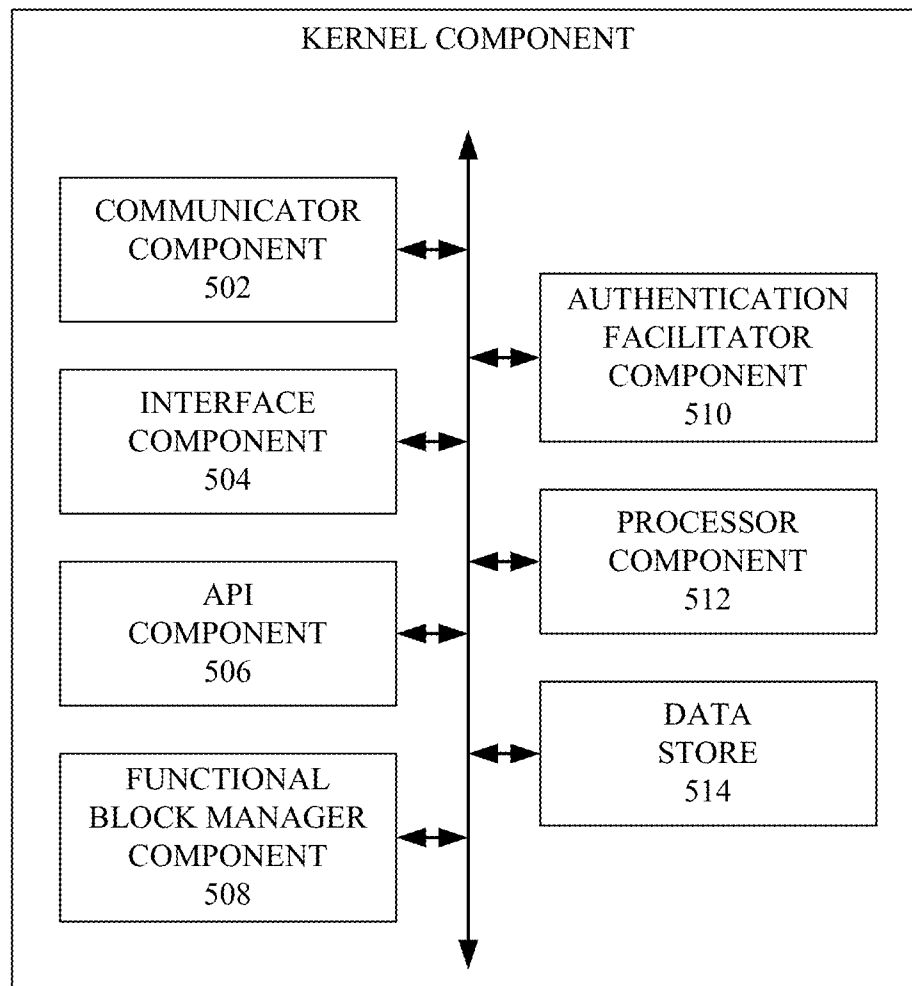 KERNEL COMPONENT
COMMUNICATOR
COMPONENT
502
INTERFACE
COMPONENT
504
API
COMPONENT
506
FUNCTIONAL
BLOCK MANAGER
COMPONENT
508
AUTHENTICATION
FACILITATOR
COMPONENT
510
PROCESSOR
COMPONENT
512
DATA
STORE
514